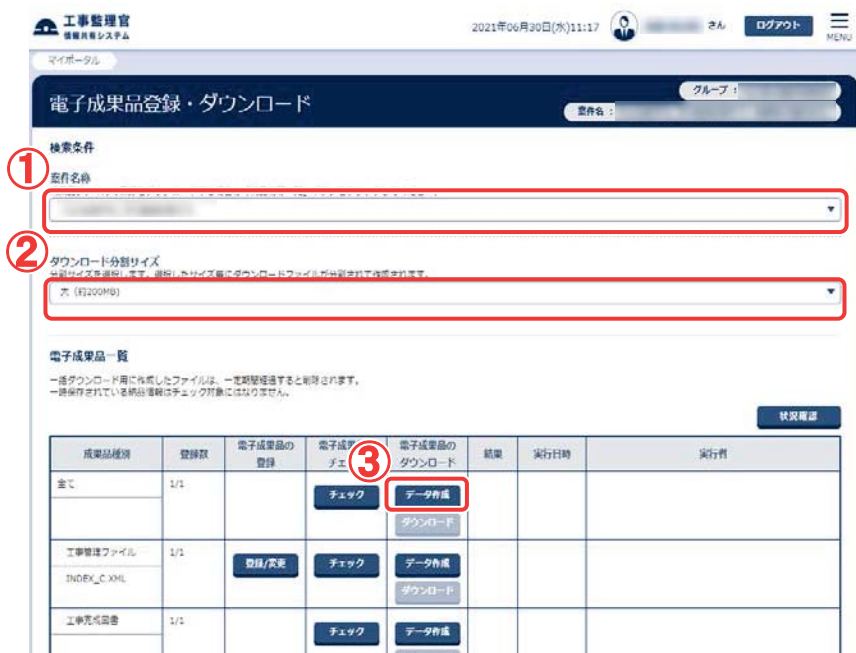 工事監理官
情報共有システム
2021年06月30日(水)11:17
さん
ログアウト
MENU
マイポータル
電子成果品登録・ダウンロード
グループ :
案件名 :
検索条件
①
案件名称
②
ダウンロード分割サイズ
分割サイズを選択します。選択したサイズ毎にダウンロードファイルが分割されて作成されます。
大 (約200MB)
電子成果品一覧
一括ダウンロード用に作成したファイルは、一定期間経過すると削除されます。
一時保存されている納品情報はチェック対象にはなりません。
状況確認
成果品種別 登録数 電子成果品の登録 電子成果 チェ ③ 電子成果品のダウンロード 結果 実行日時 実行者
全て 1/1 チェック データ作成
ダウンロード
工事管理ファイル 1/1 登録/変更 チェック データ作成
INDEX_C.XML ダウンロード
工事完成図書 1/1 チェック データ作成